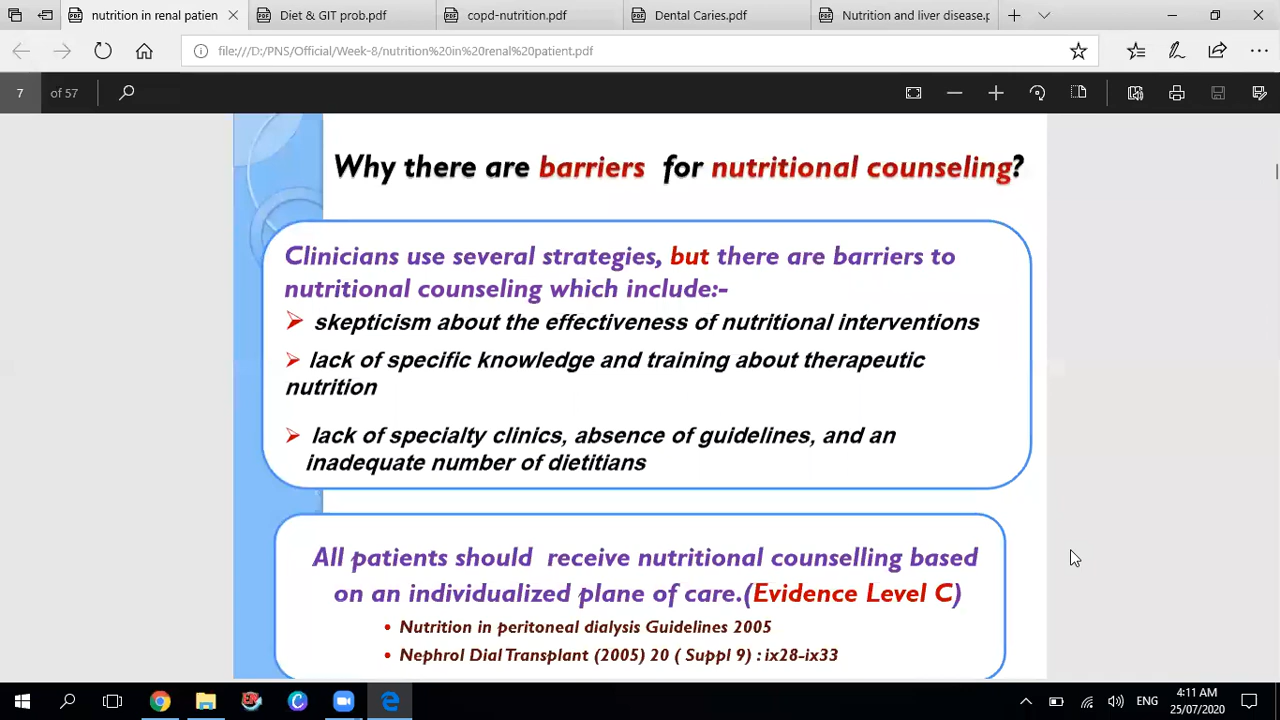 nutrition in renal patien
Diet & GIT prob.pdf
copd-nutrition.pdf
Dental Caries.pdf
Nutrition and liver disease.p
file:///D:/PNS/Official/Week-8/nutrition%20in%20renal%20patient.pdf
7 of 57
Why there are barriers for nutritional counseling?
Clinicians use several strategies, but there are barriers to
nutritional counseling which include:-
skepticism about the effectiveness of nutritional interventions
lack of specific knowledge and training about therapeutic
nutrition
lack of specialty clinics, absence of guidelines, and an
inadequate number of dietitians
All patients should receive nutritional counselling based
on an individualized plane of care.(Evidence Level C)
• Nutrition in peritoneal dialysis Guidelines 2005
• Nephrol Dial Transplant (2005) 20 ( Suppl 9) : ix28-ix33
ENG
4:11 AM
25/07/2020